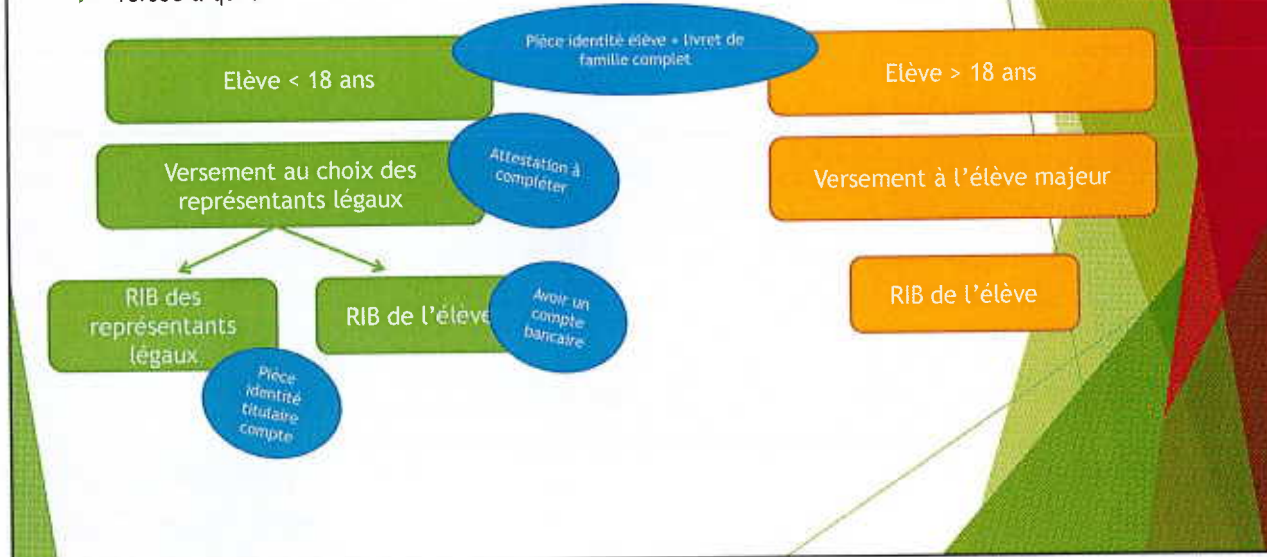 Pièce identité élève + livret de
famille complet
Elève < 18 ans
Elève > 18 ans
Versement au choix des
représentants légaux
Attestation à
compléter
Versement à l'élève majeur
RIB des
représentants
légaux
RIB de l'élève
Avoir un
compte
bancaire
RIB de l'élève
Pièce
identité
titulaire
compte